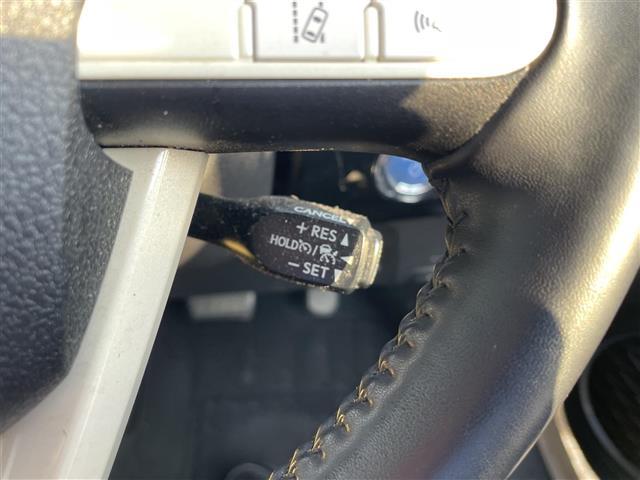 CANCEL
+ RES ▲
HOLD / ◀
− SET ▼